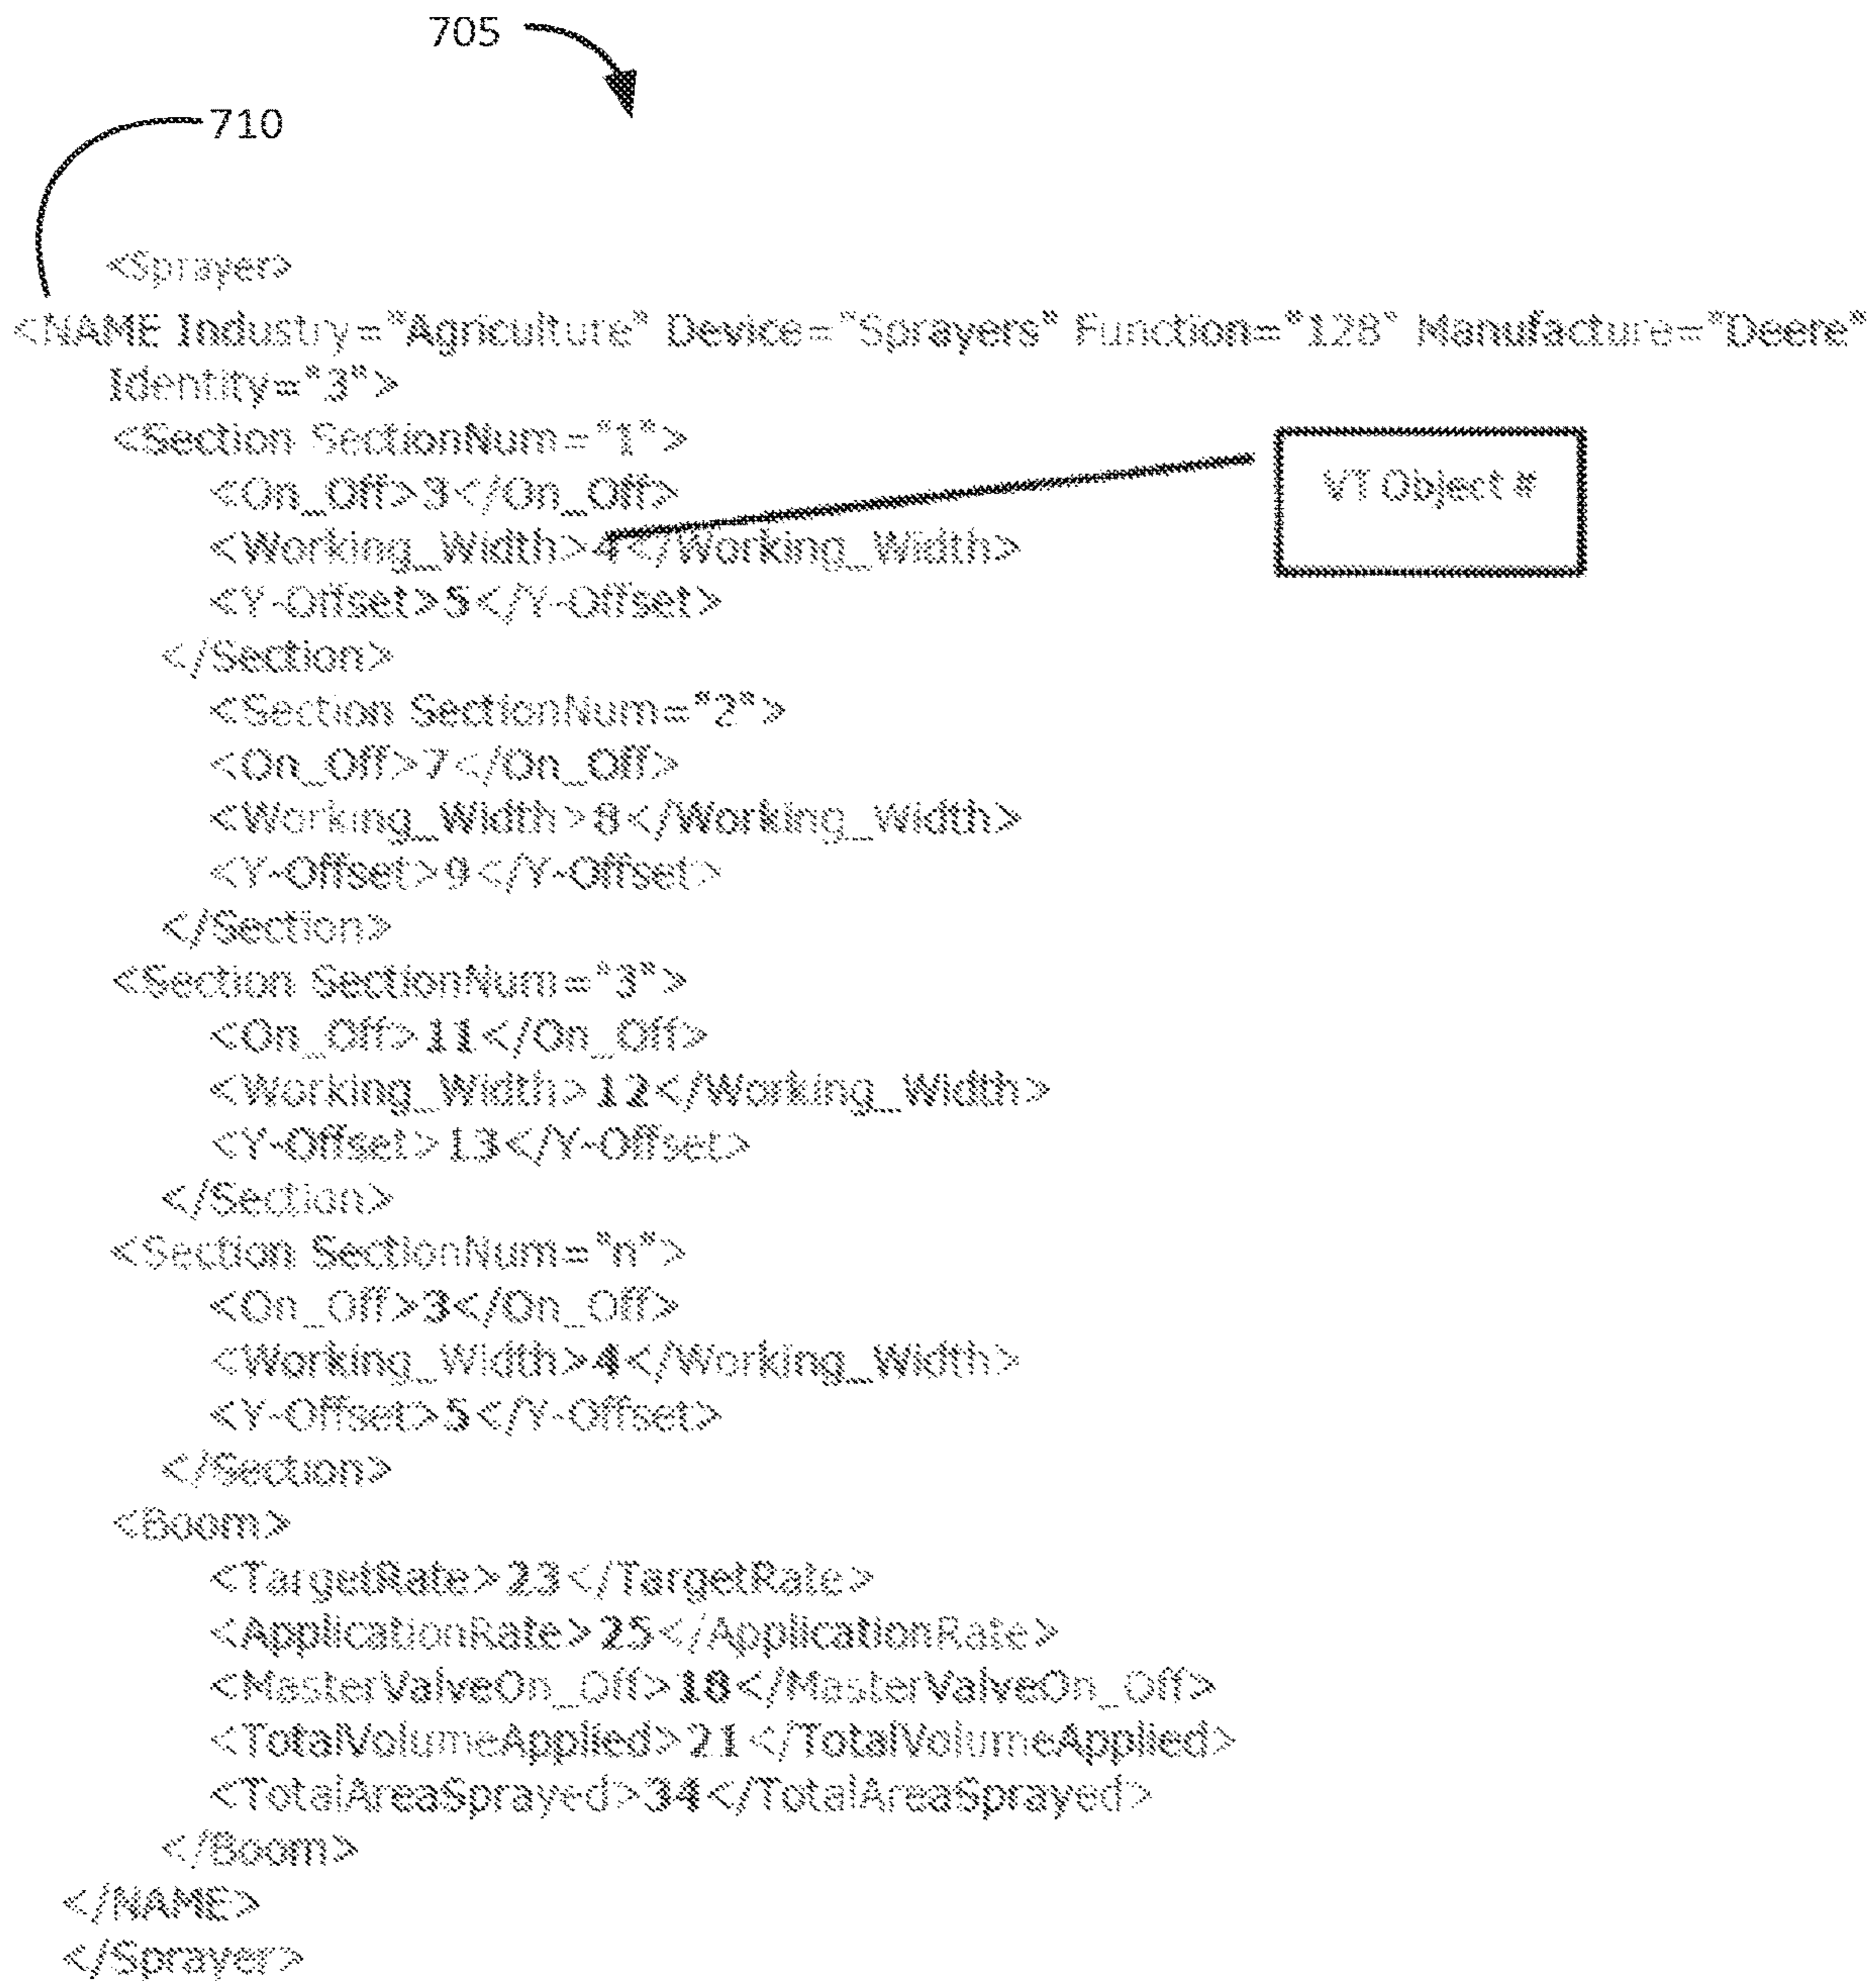 705
710
<Sprayer>
<NAME Industry="Agriculture" Device="Sprayers" Function="128" Manufacture="Deere"
Identity="3">
<Section SectionNum="1">
<On_Off>3</On_Off>
VT Object #
<Working_Width>4</Working_Width>
<Y-Offset>5</Y-Offset>
</Section>
<Section SectionNum="2">
<On_Off>7</On_Off>
<Working_Width>8</Working_Width>
<Y-Offset>9</Y-Offset>
</Section>
<Section SectionNum="3">
<On_Off>11</On_Off>
<Working_Width>12</Working_Width>
<Y-Offset>13</Y-Offset>
</Section>
<Section SectionNum="n">
<On_Off>3</On_Off>
<Working_Width>4</Working_Width>
<Y-Offset>5</Y-Offset>
</Section>
<Boom>
<TargetRate>23</TargetRate>
<ApplicationRate>25</ApplicationRate>
<MasterValveOn_Off>18</MasterValveOn_Off>
<TotalVolumeApplied>21</TotalVolumeApplied>
<TotalAreaSprayed>34</TotalAreaSprayed>
</Boom>
</NAME>
</Sprayer>